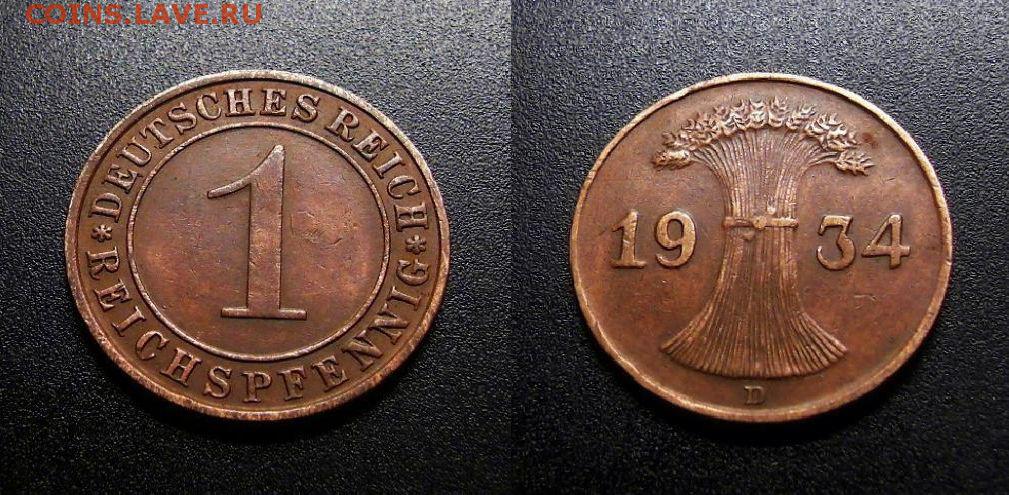 COINS.LAVE.RU
* DEUTSCHES REICH *
REICHSPFENNIG
1
19 34
D